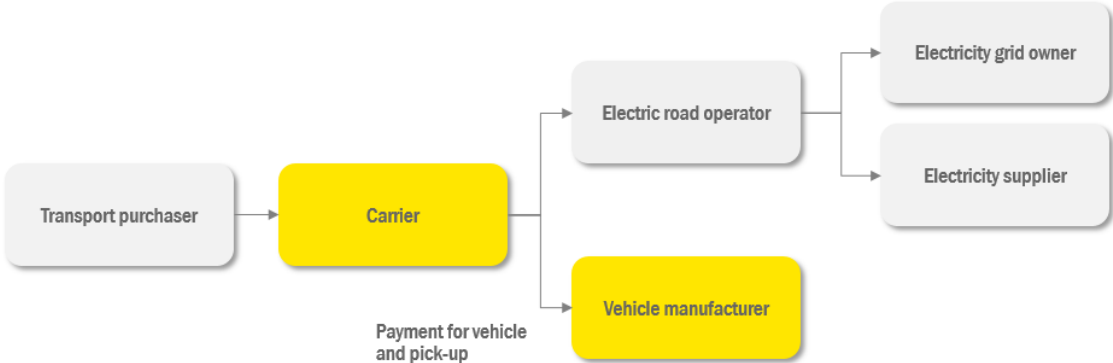 Electricity grid owner
Electric road operator
Electricity supplier
Transport purchaser
Carrier
Vehicle manufacturer
Payment for vehicle
and pick-up